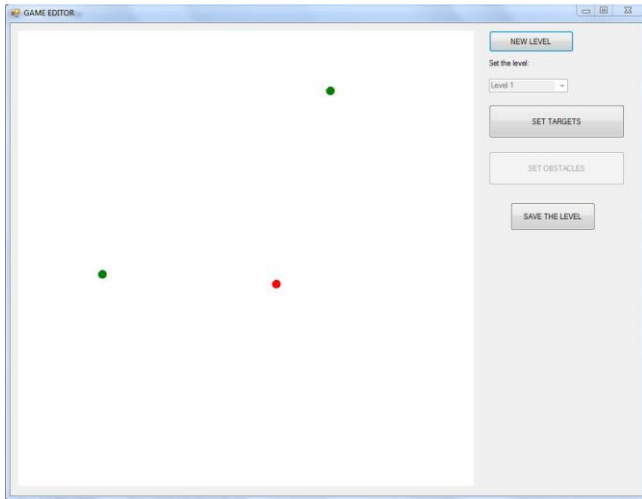 GAME EDITOR
NEW LEVEL
Set the level:
Level 1
SET TARGETS
SET OBSTACLES
SAVE THE LEVEL